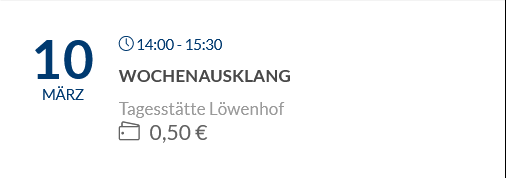 10
MÄRZ
14:00 - 15:30
WOCHENAUSKLANG
Tagesstätte Löwenhof
0,50 €